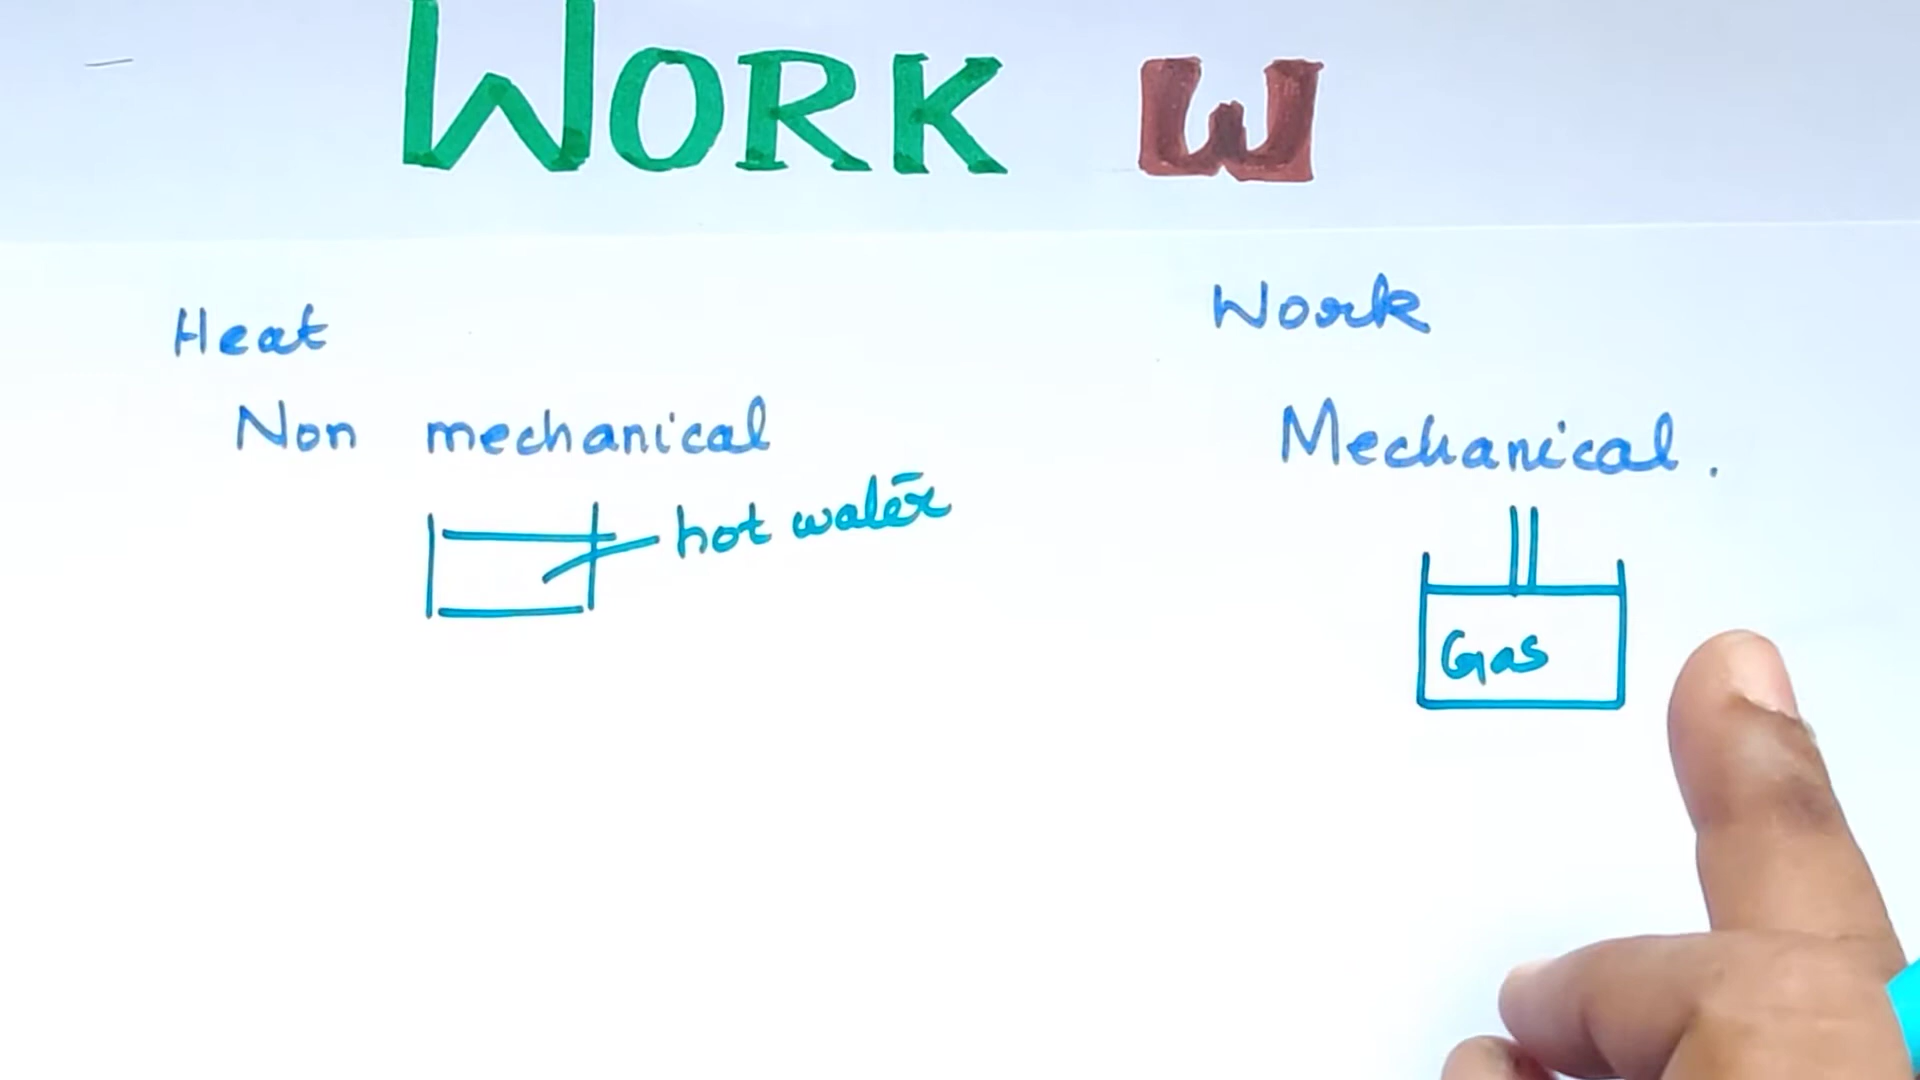 WORK W
Heat
Non mechanical
hot water
Work
Mechanical.
Gas